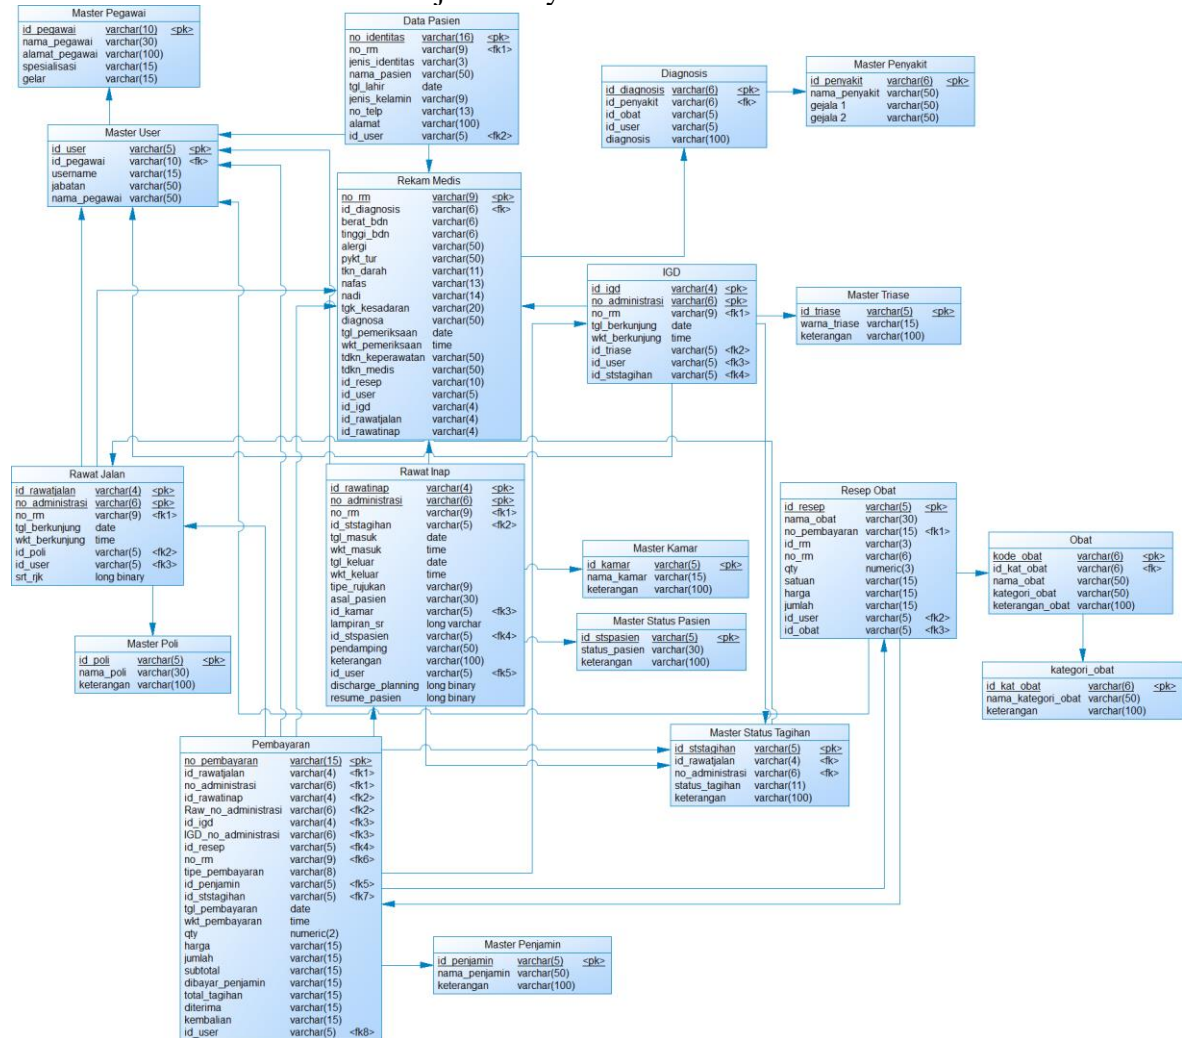 Master Pegawai
id_pegawai varchar(10) <pk>
nama_pegawai varchar(30)
alamat_pegawai varchar(100)
spesialisasi varchar(15)
gelar varchar(15)
Data Pasien
no_identitas varchar(16) <pk>
no_rm varchar(9) <fk1>
jenis_identitas varchar(3)
nama_pasien varchar(50)
tgl_lahir date
jenis_kelamin varchar(9)
no_telp varchar(13)
alamat varchar(100)
id_user varchar(5) <fk2>
Diagnosis
id_diagnosis varchar(6) <pk>
id_penyakit varchar(6) <fk>
id_obat varchar(5)
id_user varchar(5)
diagnosis varchar(100)
Master Penyakit
id_penyakit varchar(6) <pk>
nama_penyakit varchar(50)
gejala 1 varchar(50)
gejala 2 varchar(50)
Master User
id_user varchar(5) <pk>
id_pegawai varchar(10) <fk>
username varchar(15)
jabatan varchar(50)
nama_pegawai varchar(50)
Rekam Medis
no_rm varchar(9) <pk>
id_diagnosis varchar(6) <fk>
berat_bdn varchar(6)
tinggi_bdn varchar(6)
alergi varchar(50)
pykt_tur varchar(50)
tkn_darah varchar(11)
nafas varchar(13)
nadi varchar(14)
tgk_kesadaran varchar(20)
diagnosa varchar(50)
tgl_pemeriksaan date
wkt_pemeriksaan time
tdkn_keperawatan varchar(50)
tdkn_medis varchar(50)
id_resep varchar(10)
id_user varchar(5)
id_igd varchar(4)
id_rawatjalan varchar(4)
id_rawatinap varchar(4)
IGD
id_igd varchar(4) <pk>
no_administrasi varchar(6) <pk>
no_rm varchar(9) <fk1>
tgl_berkunjung date
wkt_berkunjung time
id_triase varchar(5) <fk2>
id_user varchar(5) <fk3>
id_ststagihan varchar(5) <fk4>
Master Triase
id_triase varchar(5) <pk>
warna_triase varchar(15)
keterangan varchar(100)
Rawat Jalan
id_rawatjalan varchar(4) <pk>
no_administrasi varchar(6) <pk>
no_rm varchar(9) <fk1>
tgl_berkunjung date
wkt_berkunjung time
id_poli varchar(5) <fk2>
id_user varchar(5) <fk3>
srt_rjk long binary
Rawat Inap
id_rawatinap varchar(4) <pk>
no_administrasi varchar(6) <pk>
no_rm varchar(9) <fk1>
id_ststagihan varchar(5) <fk2>
tgl_masuk date
wkt_masuk time
tgl_keluar date
wkt_keluar time
tipe_rujukan varchar(9)
asal_pasien varchar(30)
id_kamar varchar(5) <fk3>
lampiran_sr long varchar
id_stspasien varchar(5) <fk4>
pendamping varchar(50)
keterangan varchar(100)
id_user varchar(5) <fk5>
discharge_planning long binary
resume_pasien long binary
Resep Obat
id_resep varchar(5) <pk>
nama_obat varchar(30)
no_pembayaran varchar(15) <fk1>
id_rm varchar(3)
no_rm varchar(6)
qty numeric(3)
satuan varchar(15)
harga varchar(15)
jumlah varchar(15)
id_user varchar(5) <fk2>
id_obat varchar(5) <fk3>
Obat
kode_obat varchar(6) <pk>
id_kat_obat varchar(6) <fk>
nama_obat varchar(50)
kategori_obat varchar(50)
keterangan_obat varchar(100)
Master Kamar
id_kamar varchar(5) <pk>
nama_kamar varchar(15)
keterangan varchar(100)
Master Status Pasien
id_stspasien varchar(5) <pk>
status_pasien varchar(30)
keterangan varchar(100)
Master Poli
id_poli varchar(5) <pk>
nama_poli varchar(30)
keterangan varchar(100)
kategori_obat
id_kat_obat varchar(6) <pk>
nama_kategori_obat varchar(50)
keterangan varchar(100)
Master Status Tagihan
id_ststagihan varchar(5) <pk>
id_rawatjalan varchar(4) <fk>
no_administrasi varchar(6) <fk>
status_tagihan varchar(11)
keterangan varchar(100)
Pembayaran
no_pembayaran varchar(15) <pk>
id_rawatjalan varchar(4) <fk1>
no_administrasi varchar(6) <fk1>
id_rawatinap varchar(4) <fk2>
Raw_no_administrasi varchar(6) <fk2>
id_igd varchar(4) <fk3>
IGD_no_administrasi varchar(6) <fk3>
id_resep varchar(5) <fk4>
no_rm varchar(9) <fk6>
tipe_pembayaran varchar(8)
id_penjamin varchar(5) <fk5>
id_ststagihan varchar(5) <fk7>
tgl_pembayaran date
wkt_pembayaran time
qty numeric(2)
harga varchar(15)
jumlah varchar(15)
subtotal varchar(15)
dibayar_penjamin varchar(15)
total_tagihan varchar(15)
diterima varchar(15)
kembalian varchar(15)
id_user varchar(5) <fk8>
Master Penjamin
id_penjamin varchar(5) <pk>
nama_penjamin varchar(50)
keterangan varchar(100)